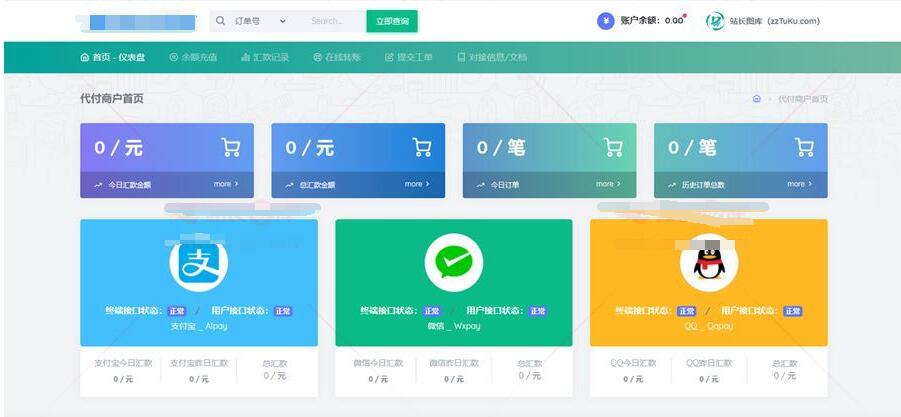 订单号 Search... 立即查询 ¥ 账户余额：0.00 站长图库（zzTuKu.com）
首页 - 仪表盘 余额充值 汇款记录 在线转账 提交工单 对接信息/文档
代付商户首页 代付商户首页
0 / 元 0 / 元 0 / 笔 0 / 笔
今日汇款金额 more 总汇款金额 more 今日订单 more 历史订单总数 more
支
终端接口状态： 正常 / 用户接口状态： 正常 终端接口状态： 正常 / 用户接口状态： 正常 终端接口状态： 正常 / 用户接口状态： 正常
支付宝 _ Alpay 微信 _ Wxpay QQ _ Qqpay
支付宝今日汇款 支付宝昨日汇款 总汇款 微信今日汇款 微信昨日汇款 总汇款 QQ今日汇款 QQ昨日汇款 总汇款
0 / 元 0 / 元 0 / 元 0 / 元 0 / 元 0 / 元 0 / 元 0 / 元 0 / 元